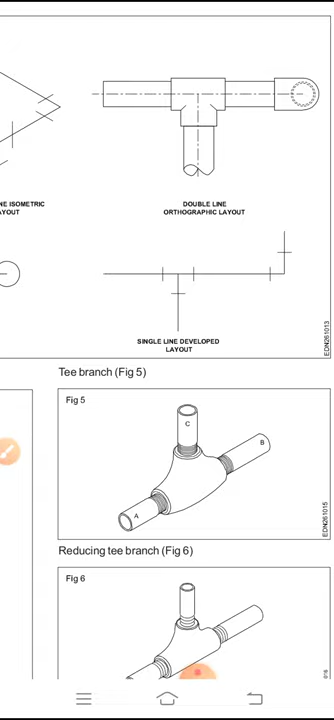 NE ISOMETRIC
AYOUT
DOUBLE LINE
ORTHOGRAPHIC LAYOUT
SINGLE LINE DEVELOPED
LAYOUT
EDN261013
Tee branch (Fig 5)
Fig 5
C
B
A
EDN261015
Reducing tee branch (Fig 6)
Fig 6